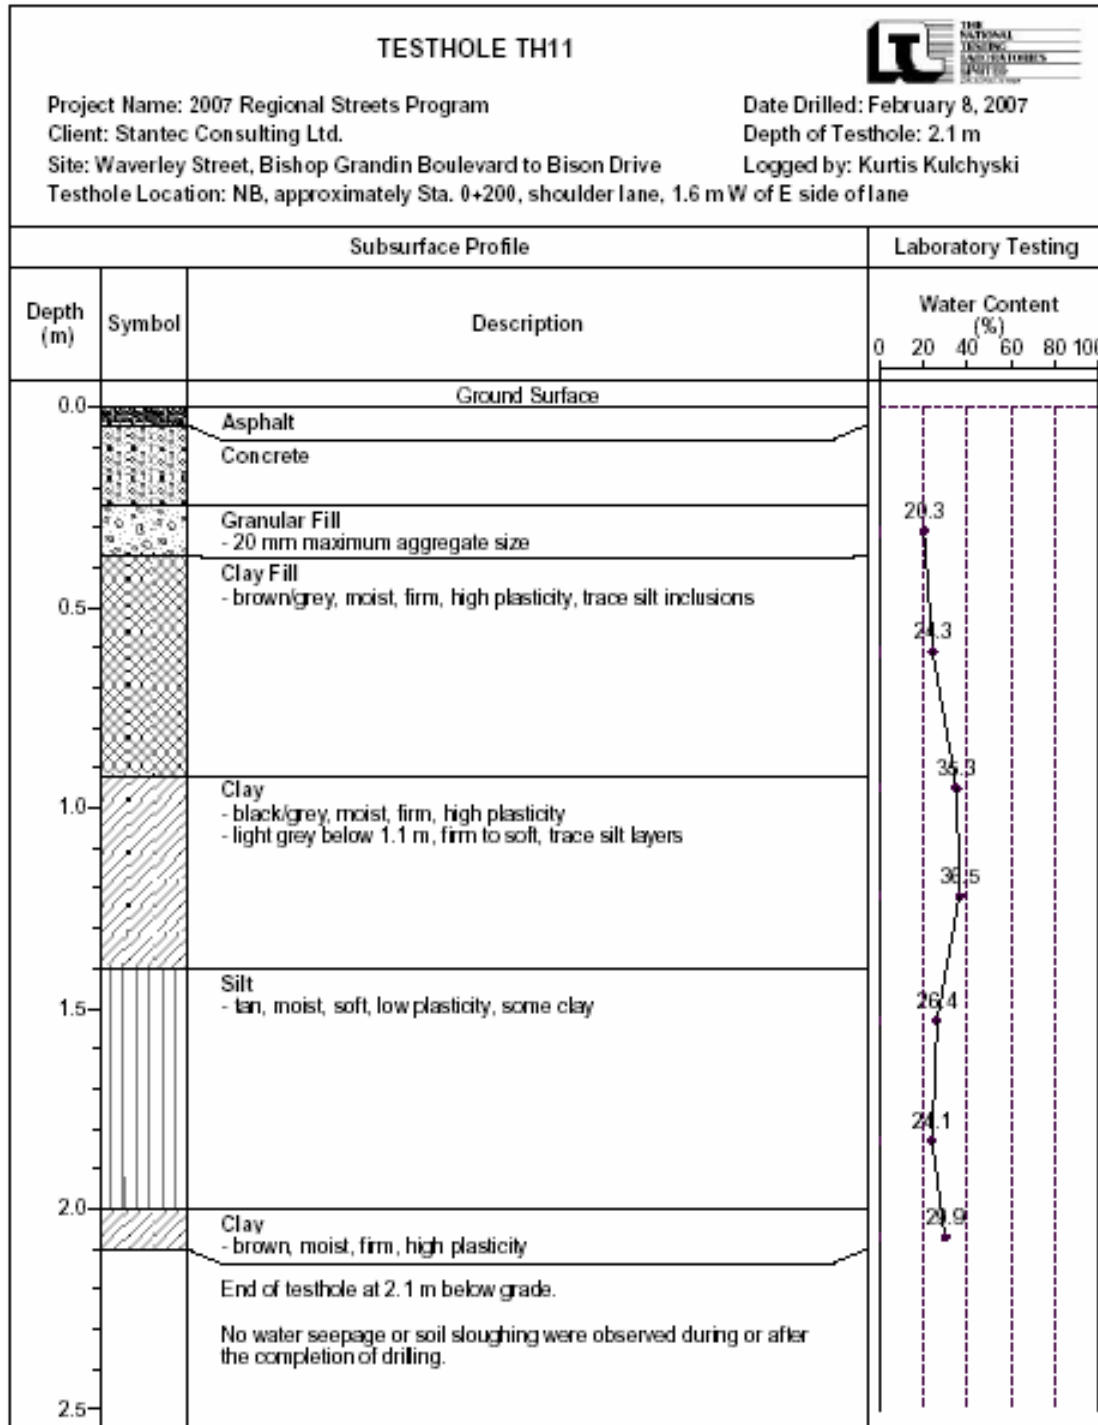 TESTHOLE TH11
THE
NATIONAL
TESTING
LABORATORIES
LIMITED
Project Name: 2007 Regional Streets Program
Date Drilled: February 8, 2007
Client: Stantec Consulting Ltd.
Depth of Testhole: 2.1 m
Site: Waverley Street, Bishop Grandin Boulevard to Bison Drive
Logged by: Kurtis Kulchyski
Testhole Location: NB, approximately Sta. 0+200, shoulder lane, 1.6 m W of E side of lane
Subsurface Profile
Laboratory Testing
Depth
(m)
Symbol
Description
Water Content
(%)
0 20 40 60 80 100
Ground Surface
0.0
Asphalt
Concrete
Granular Fill
- 20 mm maximum aggregate size
20.3
Clay Fill
- brown/grey, moist, firm, high plasticity, trace silt inclusions
0.5
24.3
35.3
Clay
- black/grey, moist, firm, high plasticity
1.0
- light grey below 1.1 m, firm to soft, trace silt layers
36.5
Silt
- tan, moist, soft, low plasticity, some clay
1.5
26.4
24.1
2.0
Clay
- brown, moist, firm, high plasticity
29.9
End of testhole at 2.1 m below grade.
No water seepage or soil sloughing were observed during or after
the completion of drilling.
2.5